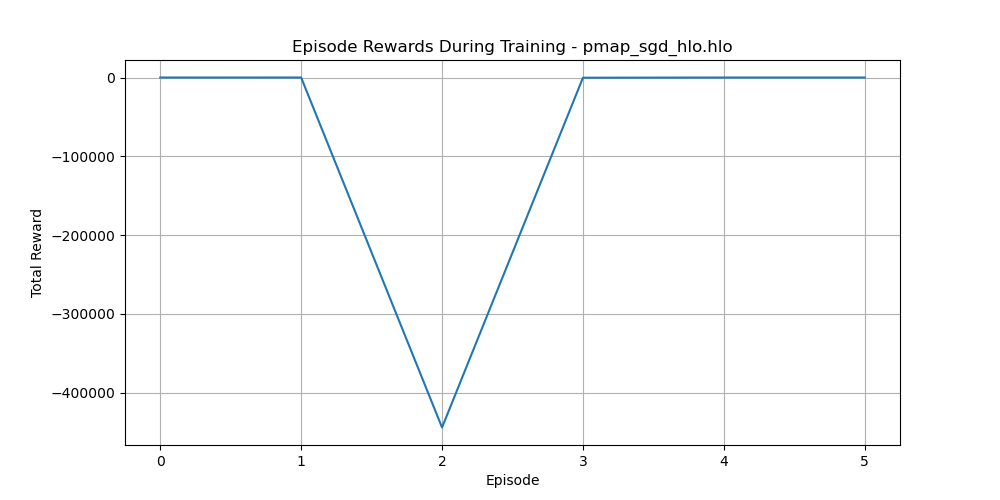 Episode Rewards During Training - pmap_sgd_hlo.hlo
0
−100000
−200000
−300000
−400000
Total Reward
0 1 2 3 4 5
Episode